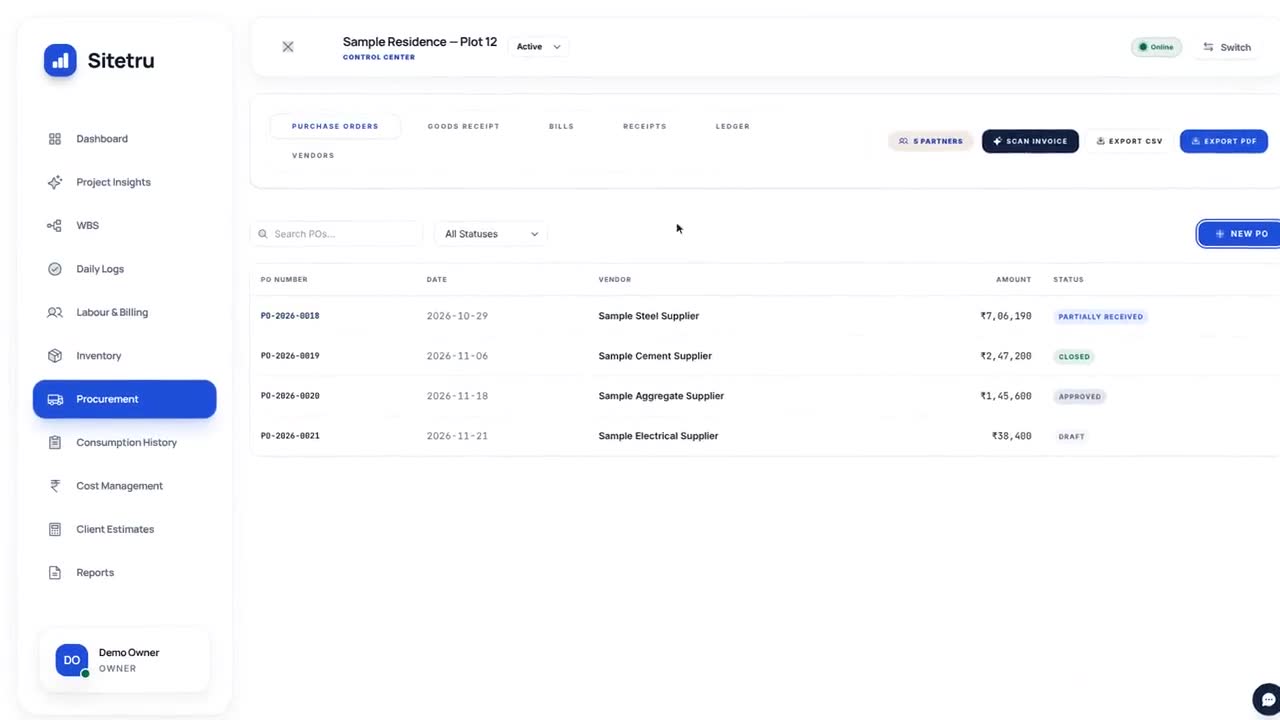 Sitetru
Dashboard
Project Insights
WBS
Daily Logs
Labour & Billing
Inventory
Procurement
Consumption History
Cost Management
Client Estimates
Reports
DO
Demo Owner
OWNER
Sample Residence — Plot 12
Active
CONTROL CENTER
Online
Switch
PURCHASE ORDERS GOODS RECEIPT BILLS RECEIPTS LEDGER
VENDORS
5 PARTNERS SCAN INVOICE EXPORT CSV EXPORT PDF
Search POs... All Statuses NEW PO
PO NUMBER DATE VENDOR AMOUNT STATUS
PO-2026-0018 2026-10-29 Sample Steel Supplier ₹7,06,190 PARTIALLY RECEIVED
PO-2026-0019 2026-11-06 Sample Cement Supplier ₹2,47,200 CLOSED
PO-2026-0020 2026-11-18 Sample Aggregate Supplier ₹1,45,600 APPROVED
PO-2026-0021 2026-11-21 Sample Electrical Supplier ₹38,400 DRAFT